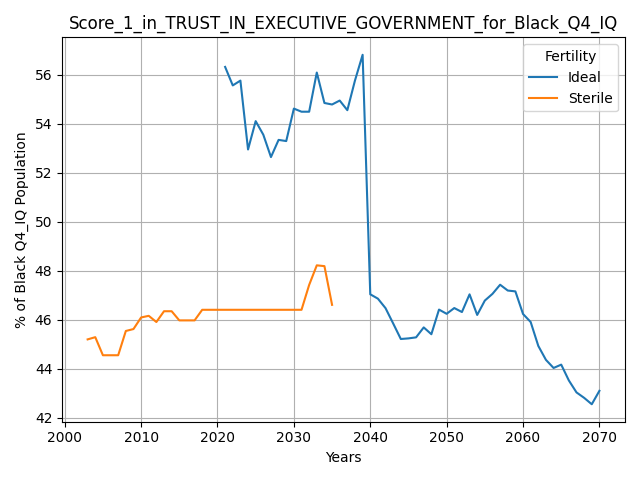 Score_1_in_TRUST_IN_EXECUTIVE_GOVERNMENT_for_Black_Q4_IQ
Fertility
Ideal
Sterile
% of Black Q4_IQ Population
56
54
52
50
48
46
44
42
2000 2010 2020 2030 2040 2050 2060 2070
Years